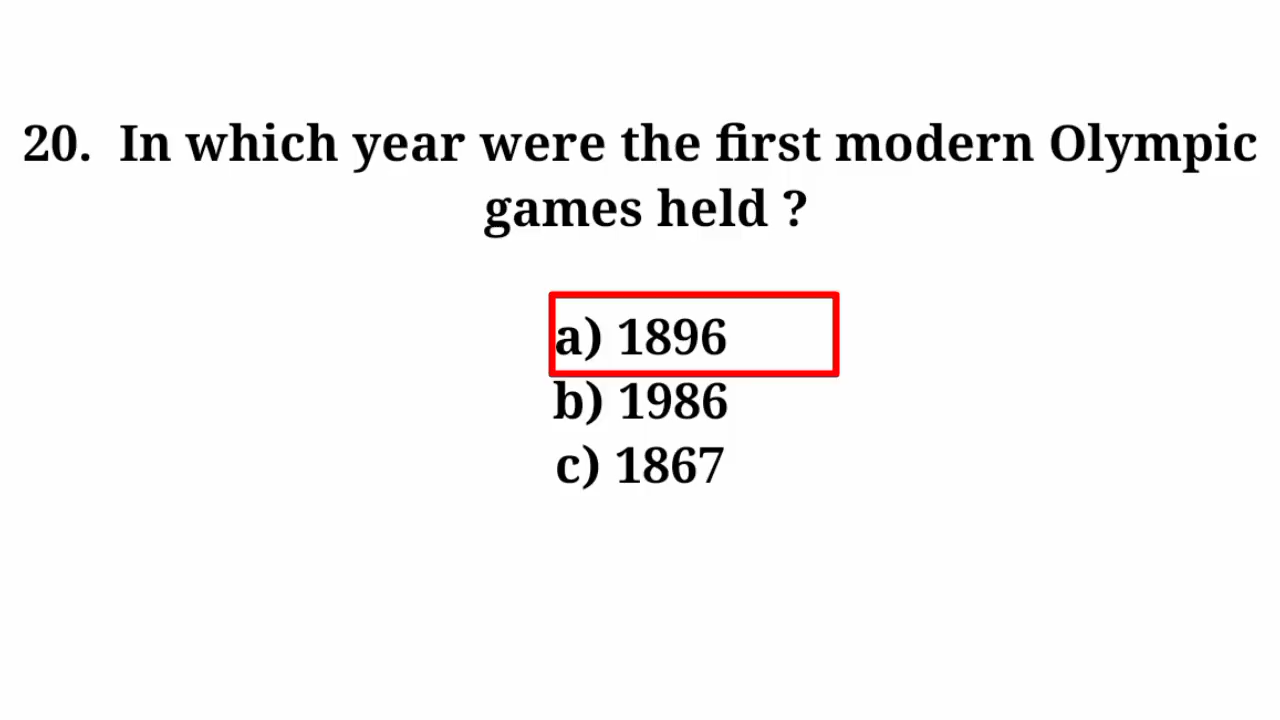 20. In which year were the first modern Olympic
games held ?
a) 1896
b) 1986
c) 1867